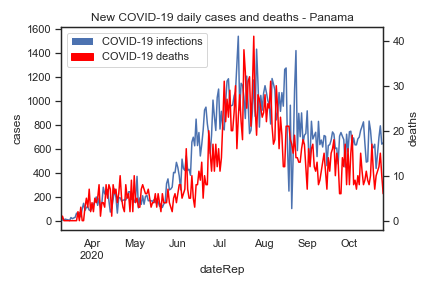 New COVID-19 daily cases and deaths - Panama
COVID-19 infections
COVID-19 deaths
1600
1400
1200
1000
800
600
400
200
0
cases
40
30
20
10
0
deaths
Apr May Jun Jul Aug Sep Oct
2020
dateRep